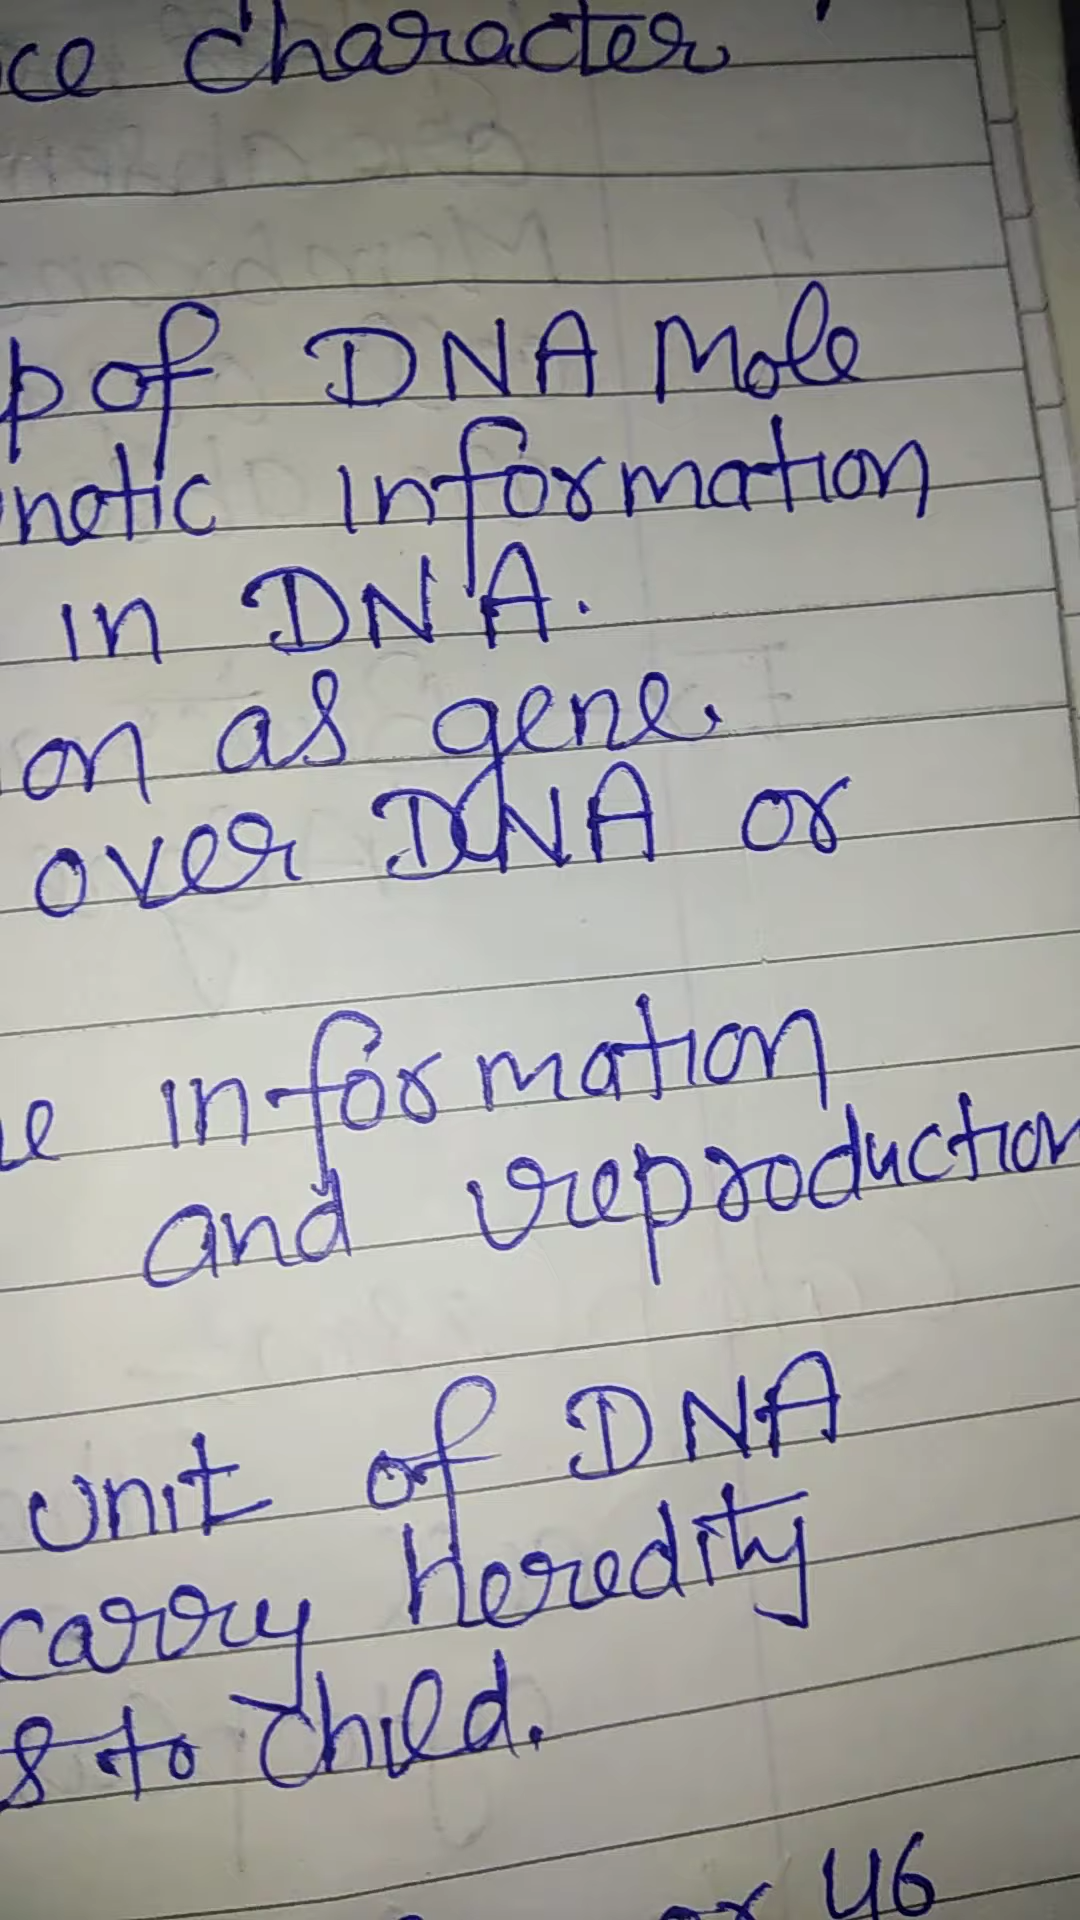 ce character
p of DNA Mole
netic information
in DNA.
on as gene.
over DNA or
information
and reproduction
unit of DNA
carry Heredity
s to child.
or 46